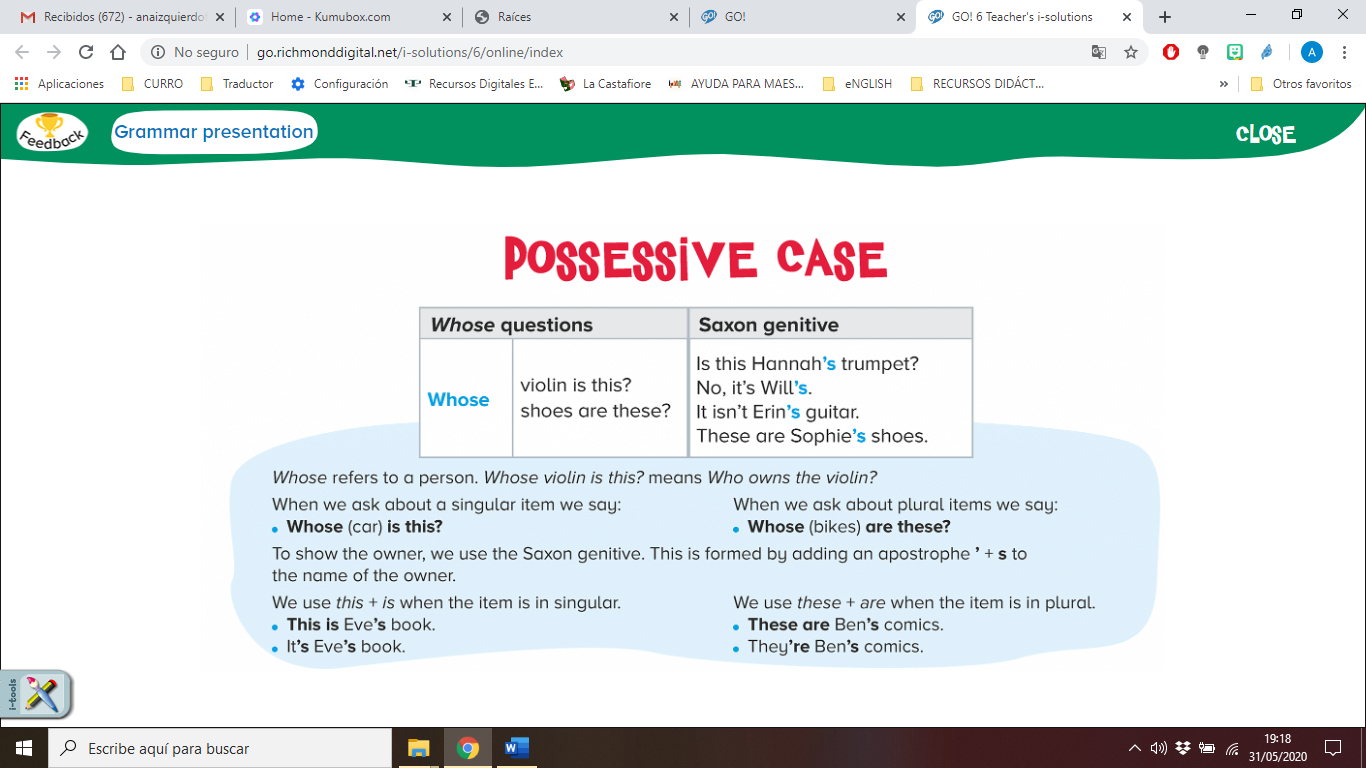 Recibidos (672) - anaizquierdo
Home - Kumubox.com
Raíces
GO!
GO! 6 Teacher's i-solutions
No seguro | go.richmonddigital.net/i-solutions/6/online/index
A
Aplicaciones
CURRO
Traductor
Configuración
Recursos Digitales E...
La Castafiore
AYUDA PARA MAES...
eNGLISH
RECURSOS DIDÁCT...
»
Otros favoritos
Feedback
Grammar presentation
CLOSE
POSSESSIVE CASE
Whose questions
Saxon genitive
Whose
violin is this?
shoes are these?
Is this Hannah's trumpet?
No, it's Will's.
It isn't Erin's guitar.
These are Sophie's shoes.
Whose refers to a person. Whose violin is this? means Who owns the violin?
When we ask about a singular item we say:
• Whose (car) is this?
When we ask about plural items we say:
• Whose (bikes) are these?
To show the owner, we use the Saxon genitive. This is formed by adding an apostrophe ’ + s to
the name of the owner.
We use this + is when the item is in singular.
• This is Eve's book.
• It's Eve's book.
We use these + are when the item is in plural.
• These are Ben's comics.
• They're Ben's comics.
i-tools
Escribe aquí para buscar
19:18
31/05/2020